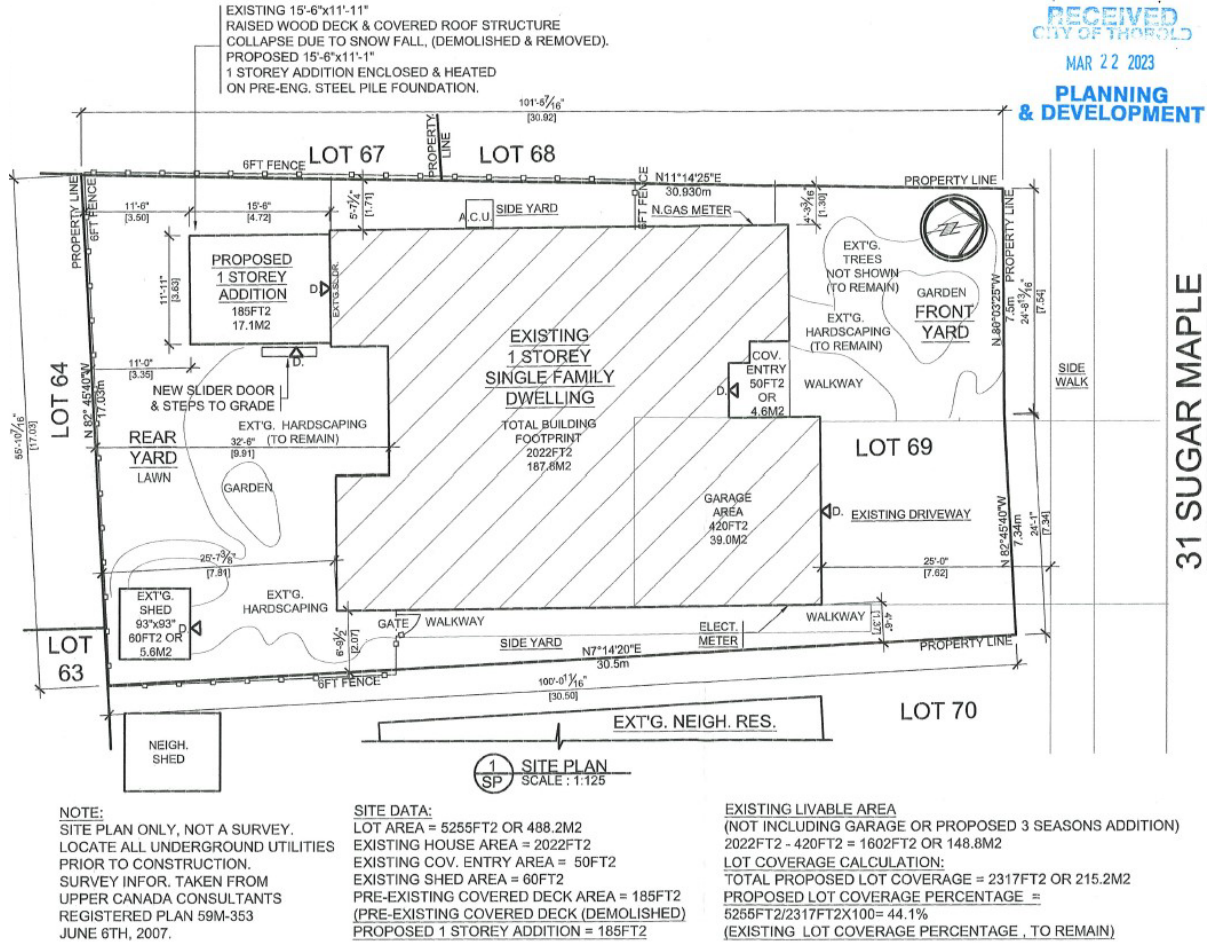 EXISTING 15'-6"x11'-11"
RAISED WOOD DECK & COVERED ROOF STRUCTURE
COLLAPSE DUE TO SNOW FALL, (DEMOLISHED & REMOVED).
PROPOSED 15'-6"x11'-1"
1 STOREY ADDITION ENCLOSED & HEATED
ON PRE-ENG. STEEL PILE FOUNDATION.
RECEIVED
CITY OF THOROLD
MAR 22 2023
PLANNING
& DEVELOPMENT
101'-5 7/16"
[30.92]
LOT 67
PROPERTY
LINE
LOT 68
6FT FENCE
N11°14'25"E
30.930m
PROPERTY LINE
PROPERTY LINE
6FT FENCE
11'-6"
[3.50]
15'-6"
[4.72]
5'-7 1/4"
[1.71]
A.C.U.
SIDE YARD
6FT FENCE
N.GAS METER
4'-3 3/16"
[1.30]
PROPERTY LINE
EXT'G.
TREES
NOT SHOWN
(TO REMAIN)
GARDEN
FRONT
YARD
EXT'G.
HARDSCAPING
(TO REMAIN)
N 80°03'25"W
7.5m
24'-8 13/16"
[7.54]
PROPOSED
1 STOREY
ADDITION
185FT2
17.1M2
11'-11"
[3.63]
D.
EXT'G.SLDR.
D.
11'-0"
[3.35]
NEW SLIDER DOOR
& STEPS TO GRADE
EXISTING
1 STOREY
SINGLE FAMILY
DWELLING
TOTAL BUILDING
FOOTPRINT
2022FT2
187.8M2
COV.
ENTRY
50FT2
OR
4.6M2
D.
WALKWAY
SIDE
WALK
31 SUGAR MAPLE
LOT 64
N 82° 45'40"W
17.03m
55'-10 7/16"
[17.03]
REAR
YARD
LAWN
EXT'G. HARDSCAPING
(TO REMAIN)
32'-6"
[9.91]
GARDEN
LOT 69
GARAGE
AREA
420FT2
39.0M2
D.
EXISTING DRIVEWAY
N 82°45'40"W
7.34m
24'-1"
[7.34]
25'-7 3/8"
[7.81]
25'-0"
[7.62]
EXT'G.
SHED
93"x93"
60FT2 OR
5.6M2
D
EXT'G.
HARDSCAPING
6'-9 1/2"
[2.07]
GATE
WALKWAY
SIDE YARD
ELECT.
METER
WALKWAY
4'-6"
[1.37]
PROPERTY LINE
LOT
63
6FT FENCE
N7°14'20"E
30.5m
100'-0 11/16"
[30.50]
LOT 70
NEIGH.
SHED
EXT'G. NEIGH. RES.
1
SP
SITE PLAN
SCALE : 1:125
NOTE:
SITE PLAN ONLY, NOT A SURVEY.
LOCATE ALL UNDERGROUND UTILITIES
PRIOR TO CONSTRUCTION.
SURVEY INFOR. TAKEN FROM
UPPER CANADA CONSULTANTS
REGISTERED PLAN 59M-353
JUNE 6TH, 2007.
SITE DATA:
LOT AREA = 5255FT2 OR 488.2M2
EXISTING HOUSE AREA = 2022FT2
EXISTING COV. ENTRY AREA = 50FT2
EXISTING SHED AREA = 60FT2
PRE-EXISTING COVERED DECK AREA = 185FT2
(PRE-EXISTING COVERED DECK (DEMOLISHED)
PROPOSED 1 STOREY ADDITION = 185FT2
EXISTING LIVABLE AREA
(NOT INCLUDING GARAGE OR PROPOSED 3 SEASONS ADDITION)
2022FT2 - 420FT2 = 1602FT2 OR 148.8M2
LOT COVERAGE CALCULATION:
TOTAL PROPOSED LOT COVERAGE = 2317FT2 OR 215.2M2
PROPOSED LOT COVERAGE PERCENTAGE =
5255FT2/2317FT2X100= 44.1%
(EXISTING LOT COVERAGE PERCENTAGE , TO REMAIN)